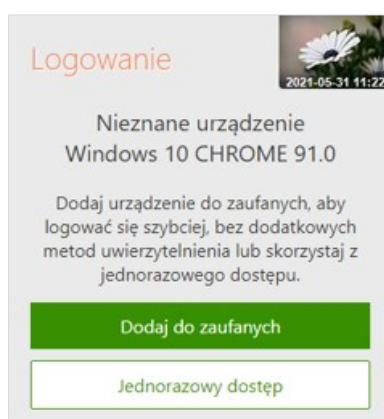 Logowanie
2021-05-31 11:22
Nieznane urządzenie
Windows 10 CHROME 91.0
Dodaj urządzenie do zaufanych, aby
logować się szybciej, bez dodatkowych
metod uwierzytelnienia lub skorzystaj z
jednorazowego dostępu.
Dodaj do zaufanych
Jednorazowy dostęp